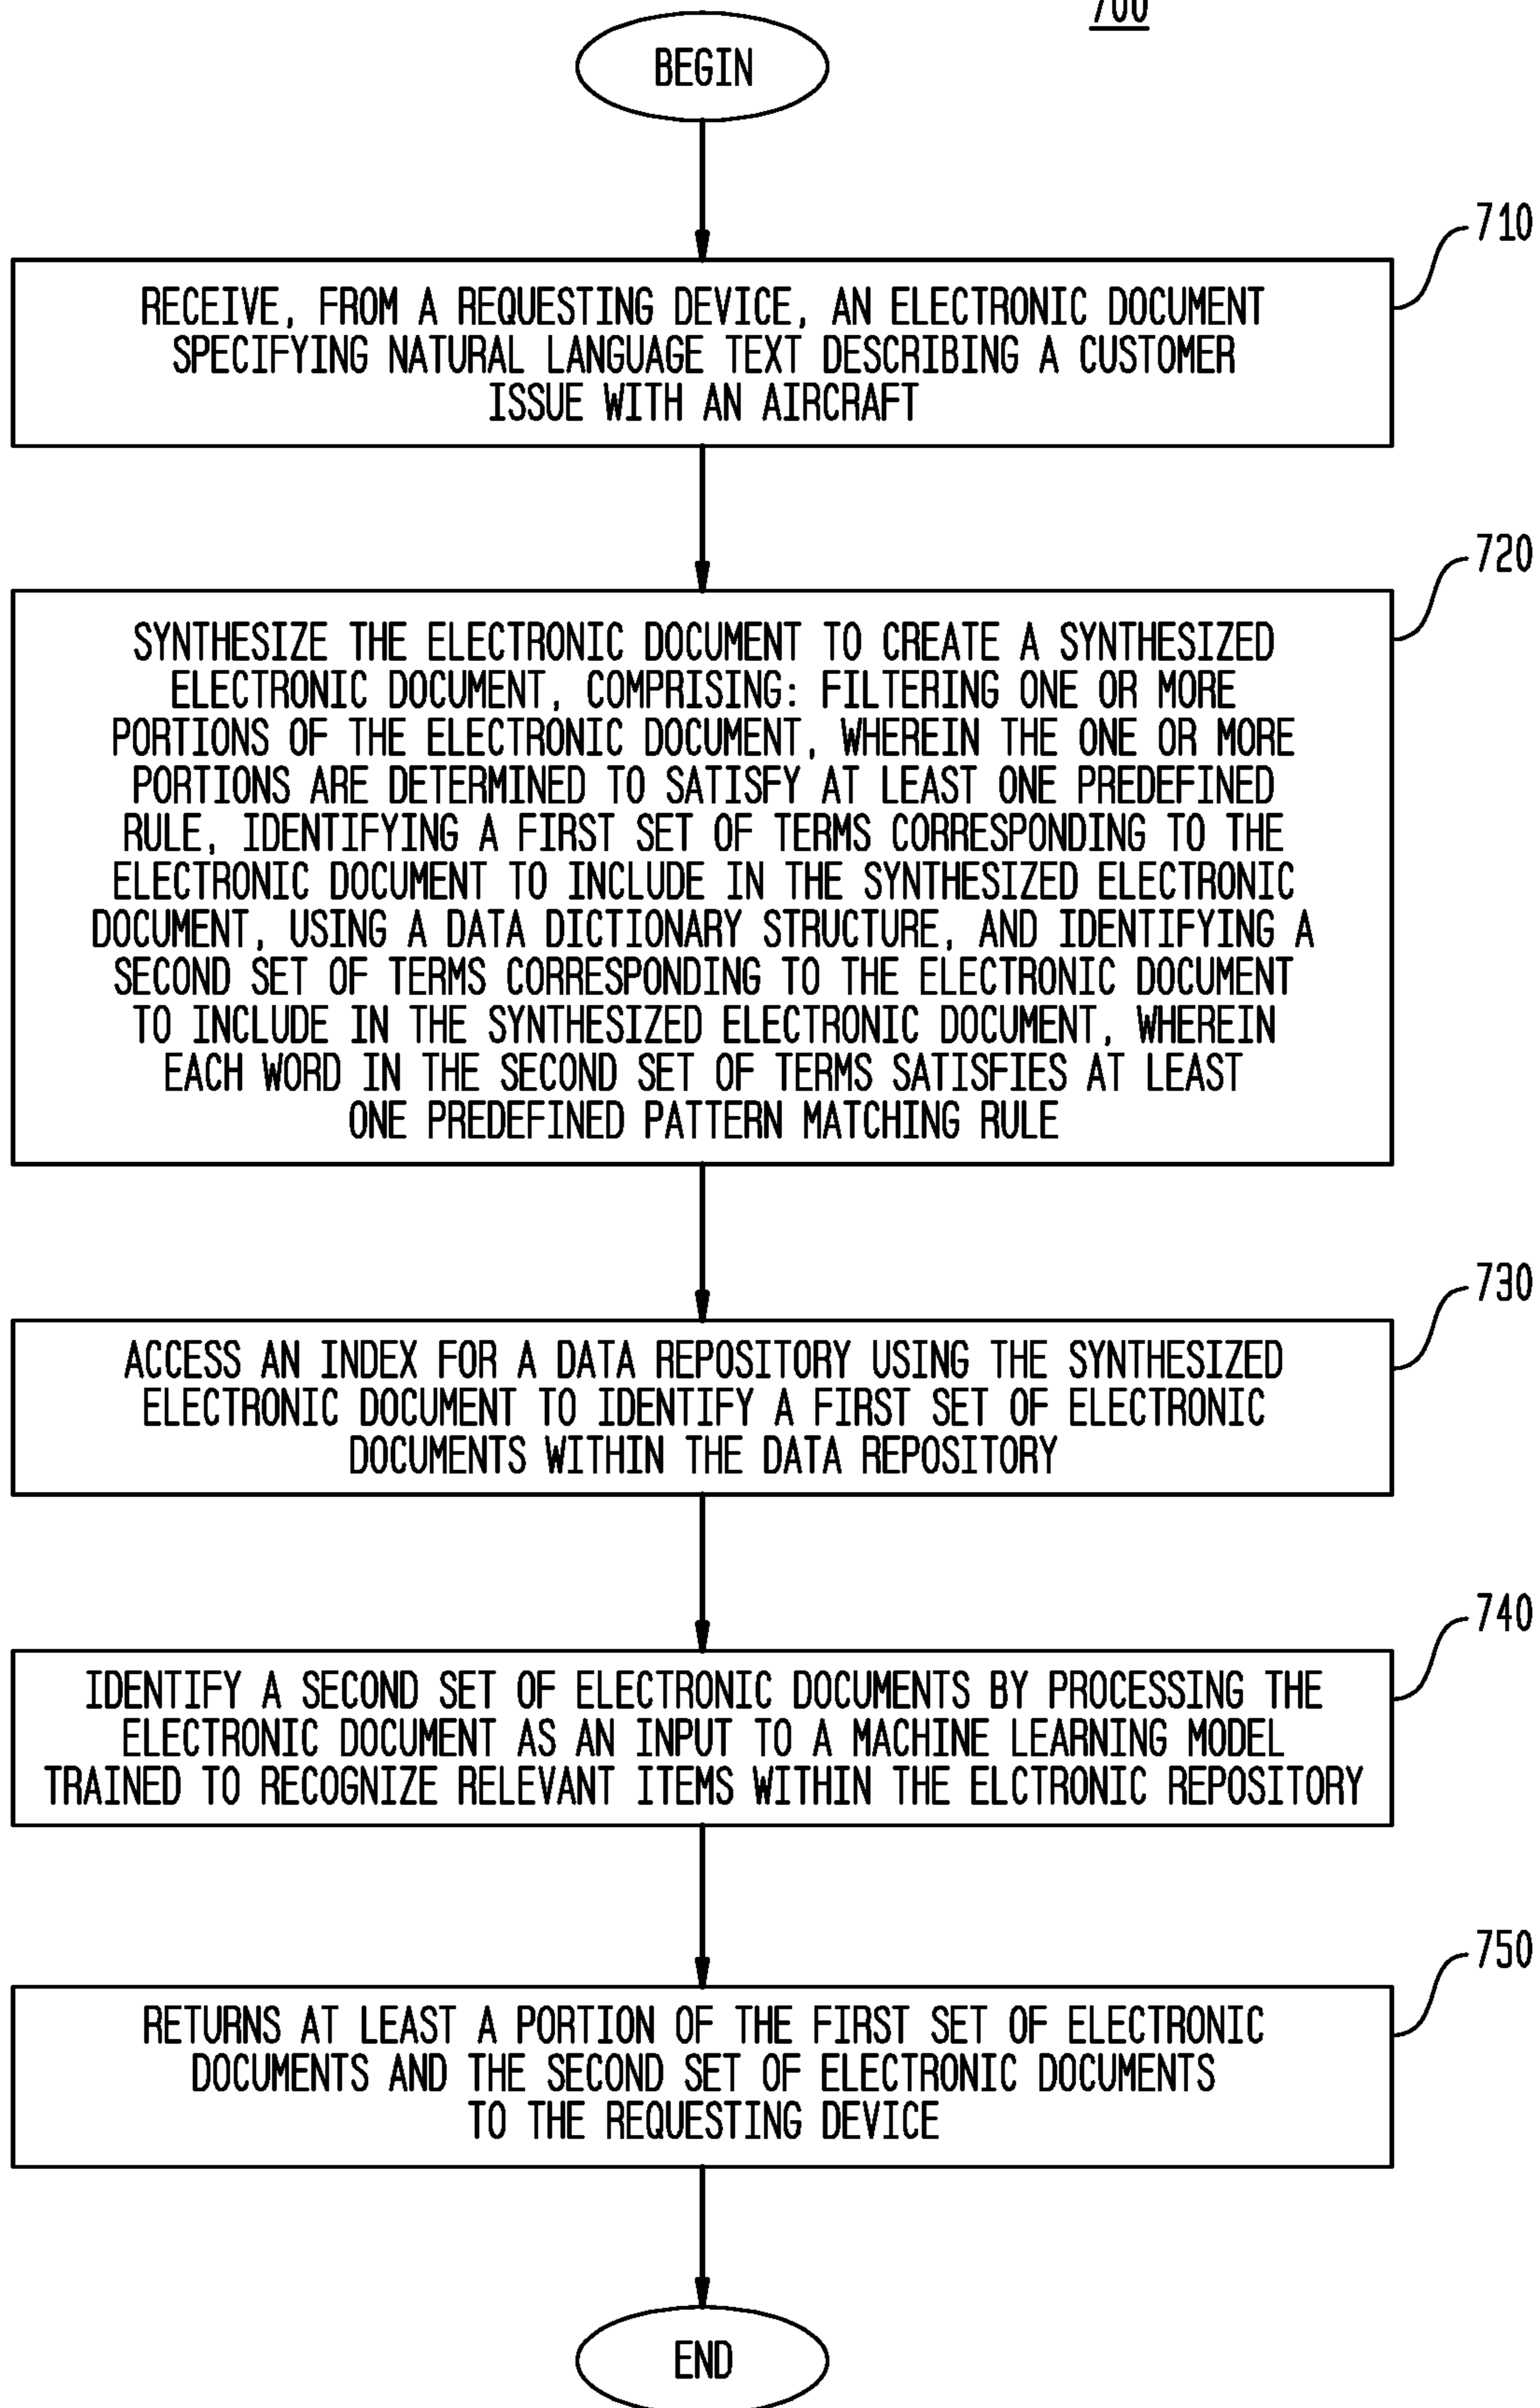 700
BEGIN
710
RECEIVE, FROM A REQUESTING DEVICE, AN ELECTRONIC DOCUMENT
SPECIFYING NATURAL LANGUAGE TEXT DESCRIBING A CUSTOMER
ISSUE WITH AN AIRCRAFT
720
SYNTHESIZE THE ELECTRONIC DOCUMENT TO CREATE A SYNTHESIZED
ELECTRONIC DOCUMENT, COMPRISING: FILTERING ONE OR MORE
PORTIONS OF THE ELECTRONIC DOCUMENT, WHEREIN THE ONE OR MORE
PORTIONS ARE DETERMINED TO SATISFY AT LEAST ONE PREDEFINED
RULE, IDENTIFYING A FIRST SET OF TERMS CORRESPONDING TO THE
ELECTRONIC DOCUMENT TO INCLUDE IN THE SYNTHESIZED ELECTRONIC
DOCUMENT, USING A DATA DICTIONARY STRUCTURE, AND IDENTIFYING A
SECOND SET OF TERMS CORRESPONDING TO THE ELECTRONIC DOCUMENT
TO INCLUDE IN THE SYNTHESIZED ELECTRONIC DOCUMENT, WHEREIN
EACH WORD IN THE SECOND SET OF TERMS SATISFIES AT LEAST
ONE PREDEFINED PATTERN MATCHING RULE
730
ACCESS AN INDEX FOR A DATA REPOSITORY USING THE SYNTHESIZED
ELECTRONIC DOCUMENT TO IDENTIFY A FIRST SET OF ELECTRONIC
DOCUMENTS WITHIN THE DATA REPOSITORY
740
IDENTIFY A SECOND SET OF ELECTRONIC DOCUMENTS BY PROCESSING THE
ELECTRONIC DOCUMENT AS AN INPUT TO A MACHINE LEARNING MODEL
TRAINED TO RECOGNIZE RELEVANT ITEMS WITHIN THE ELCTRONIC REPOSITORY
750
RETURNS AT LEAST A PORTION OF THE FIRST SET OF ELECTRONIC
DOCUMENTS AND THE SECOND SET OF ELECTRONIC DOCUMENTS
TO THE REQUESTING DEVICE
END